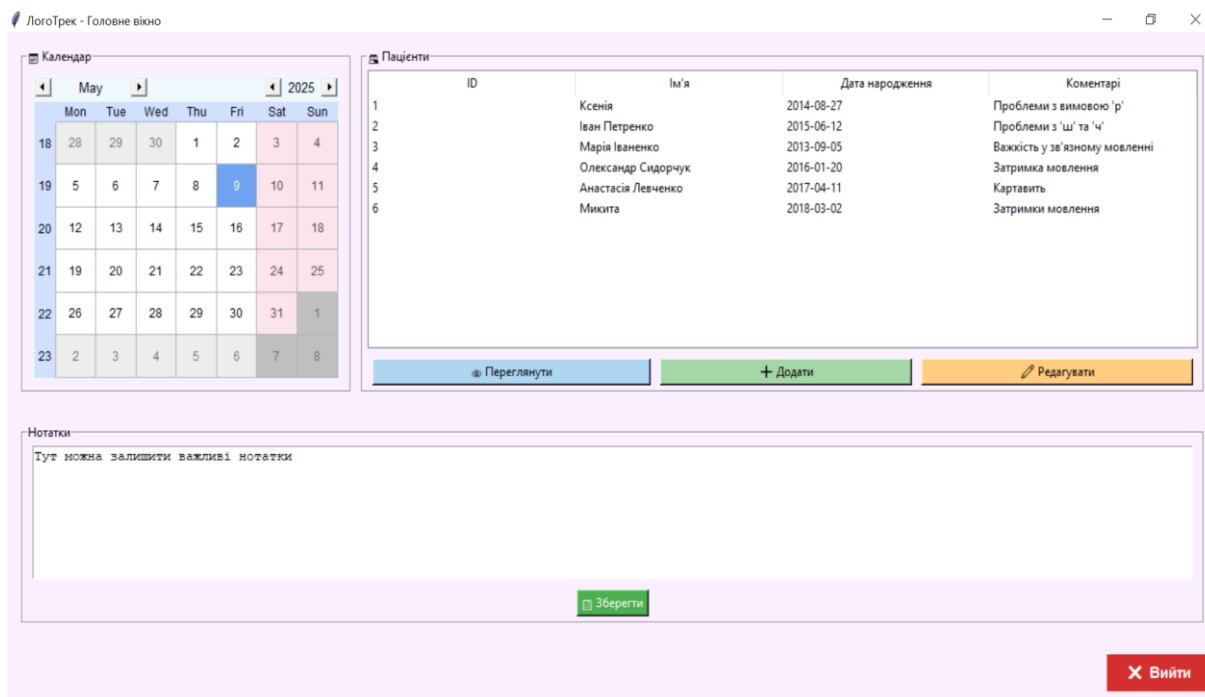 ЛогоТрек - Головне вікно
Календар
May 2025
Mon Tue Wed Thu Fri Sat Sun
18 28 29 30 1 2 3 4
19 5 6 7 8 9 10 11
20 12 13 14 15 16 17 18
21 19 20 21 22 23 24 25
22 26 27 28 29 30 31 1
23 2 3 4 5 6 7 8
Пацієнти
ID Ім'я Дата народження Коментарі
1 Ксенія 2014-08-27 Проблеми з вимовою 'р'
2 Іван Петренко 2015-06-12 Проблеми з 'ш' та 'ч'
3 Марія Іваненко 2013-09-05 Важкість у зв'язному мовленні
4 Олександр Сидорчук 2016-01-20 Затримка мовлення
5 Анастасія Левченко 2017-04-11 Картавить
6 Микита 2018-03-02 Затримки мовлення
Переглянути
Додати
Редагувати
Нотатки
Тут можна залишити важливі нотатки
Зберегти
Вийти